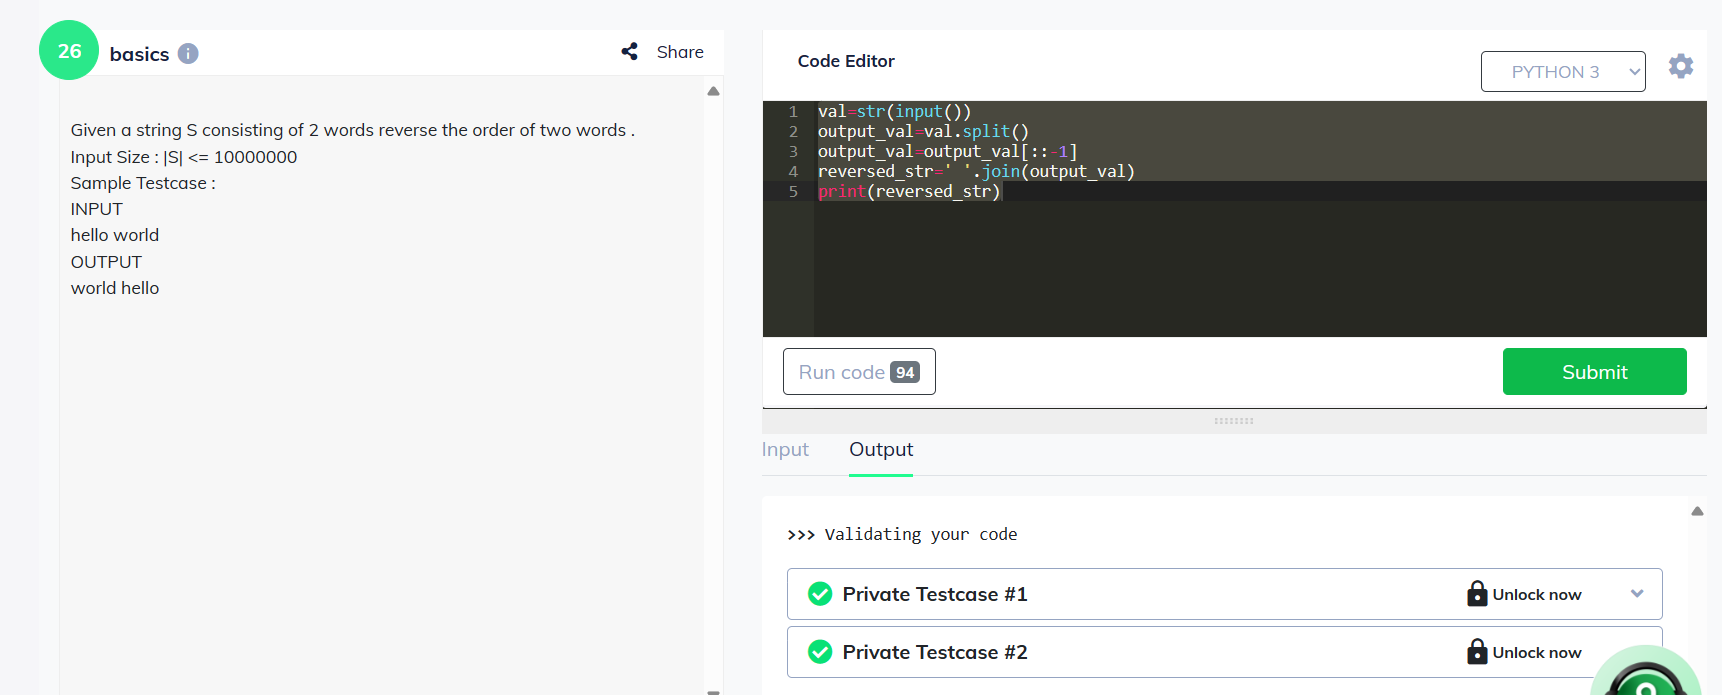 26
basics
i
Share
Given a string S consisting of 2 words reverse the order of two words .
Input Size : |S| <= 10000000
Sample Testcase :
INPUT
hello world
OUTPUT
world hello
Code Editor
PYTHON 3
1 val=str(input())
2 output_val=val.split()
3 output_val=output_val[::-1]
4 reversed_str=' '.join(output_val)
5 print(reversed_str)
Run code 94
Submit
Input
Output
>>> Validating your code
Private Testcase #1
Unlock now
Private Testcase #2
Unlock now